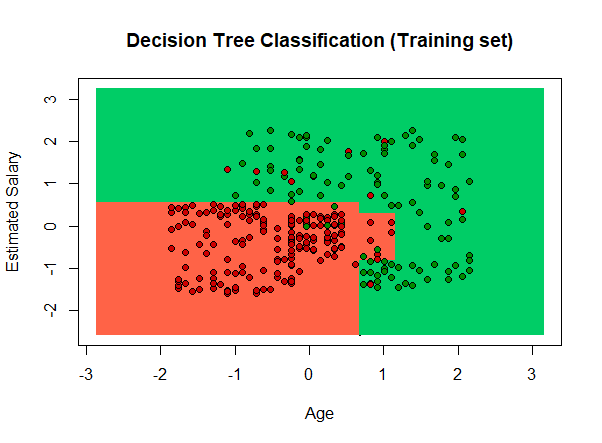 Decision Tree Classification (Training set)
Estimated Salary
3
2
1
0
-1
-2
-3 -2 -1 0 1 2 3
Age